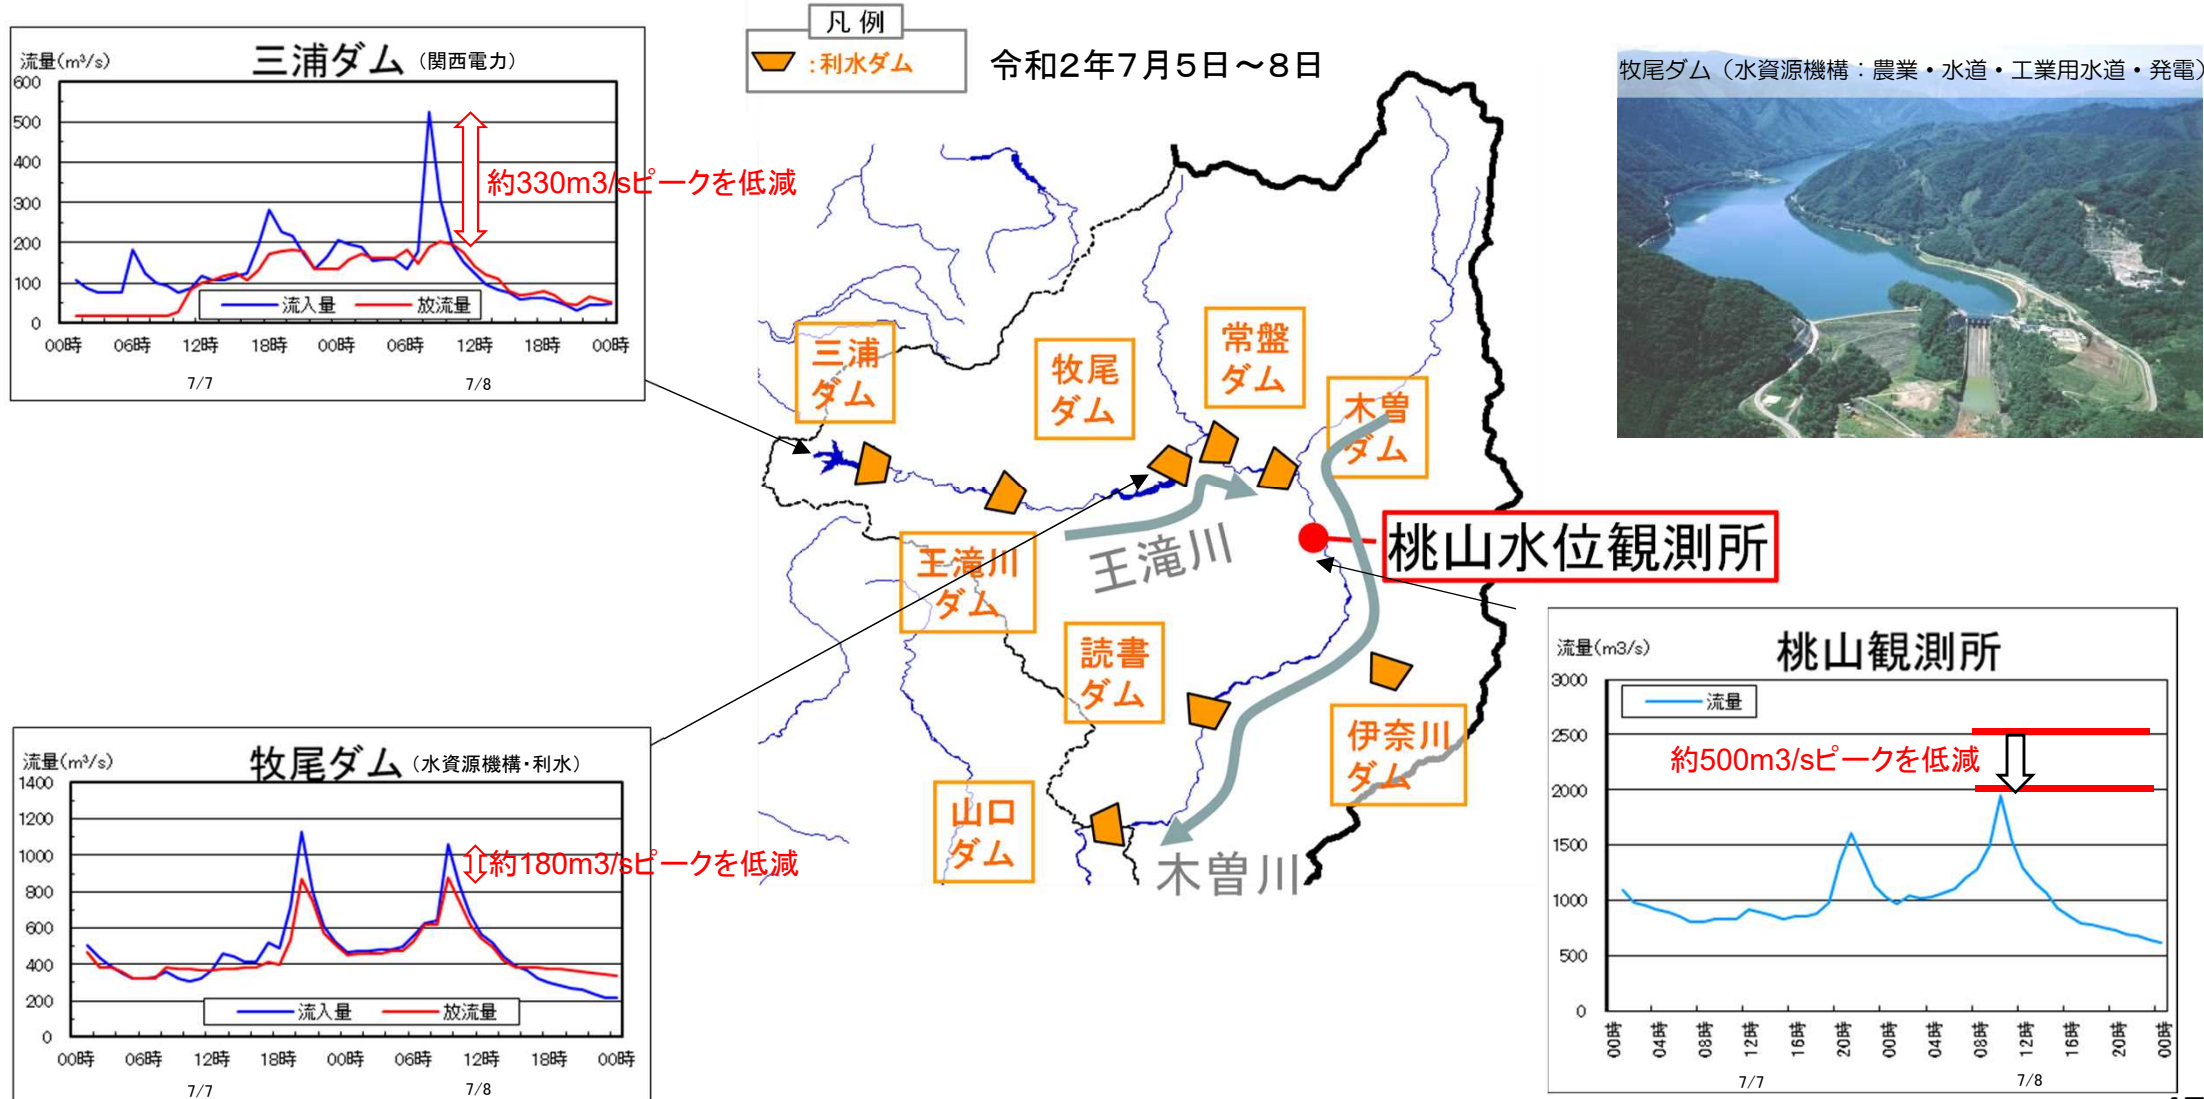 凡 例
:利水ダム
令和2年7月5日～8日
三浦ダム（関西電力）
流量(m³/s)
600
500
400
300
200
100
0
約330m3/sピークを低減
流入量 放流量
00時 06時 12時 18時 00時 06時 12時 18時 00時
7/7 7/8
牧尾ダム（水資源機構：農業・水道・工業用水道・発電）
三浦
ダム
牧尾
ダム
常盤
ダム
木曽
ダム
王滝川
ダム
王滝川
桃山水位観測所
読書
ダム
伊奈川
ダム
山口
ダム
木曽川
牧尾ダム（水資源機構・利水）
流量(m³/s)
1400
1200
1000
800
600
400
200
0
約180m3/sピークを低減
流入量 放流量
00時 06時 12時 18時 00時 06時 12時 18時 00時
7/7 7/8
桃山観測所
流量(m3/s)
3000
2500
2000
1500
1000
500
0
流量
約500m3/sピークを低減
00時 04時 08時 12時 16時 20時 00時 04時 08時 12時 16時 20時 00時
7/7 7/8